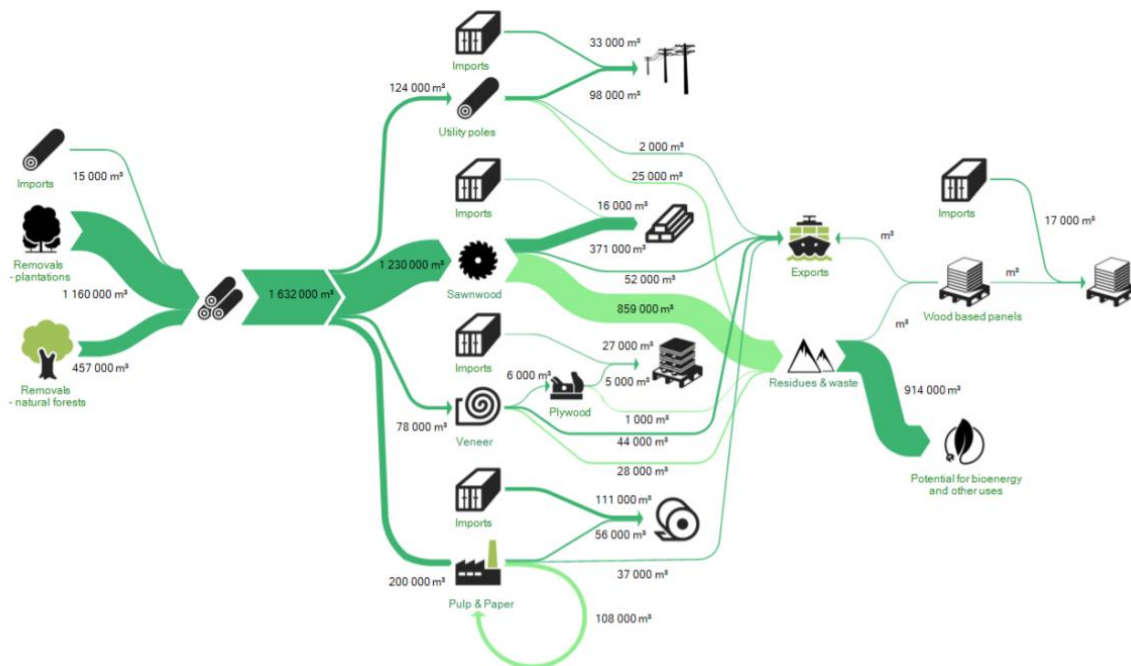 Imports
33 000 m³
98 000 m³
124 000 m³
Utility poles
2 000 m³
25 000 m³
Imports
15 000 m³
Removals
- plantations
1 160 000 m³
457 000 m³
Removals
- natural forests
1 632 000 m³
Imports
16 000 m³
371 000 m³
1 230 000 m³
Sawnwood
52 000 m³
859 000 m³
Imports
27 000 m³
6 000 m³
5 000 m³
Plywood
1 000 m³
78 000 m³
Veneer
44 000 m³
28 000 m³
Imports
111 000 m³
56 000 m³
200 000 m³
Pulp & Paper
37 000 m³
108 000 m³
Exports
Residues & waste
m³
m³
m³
Imports
17 000 m³
Wood based panels
914 000 m³
Potential for bioenergy
and other uses